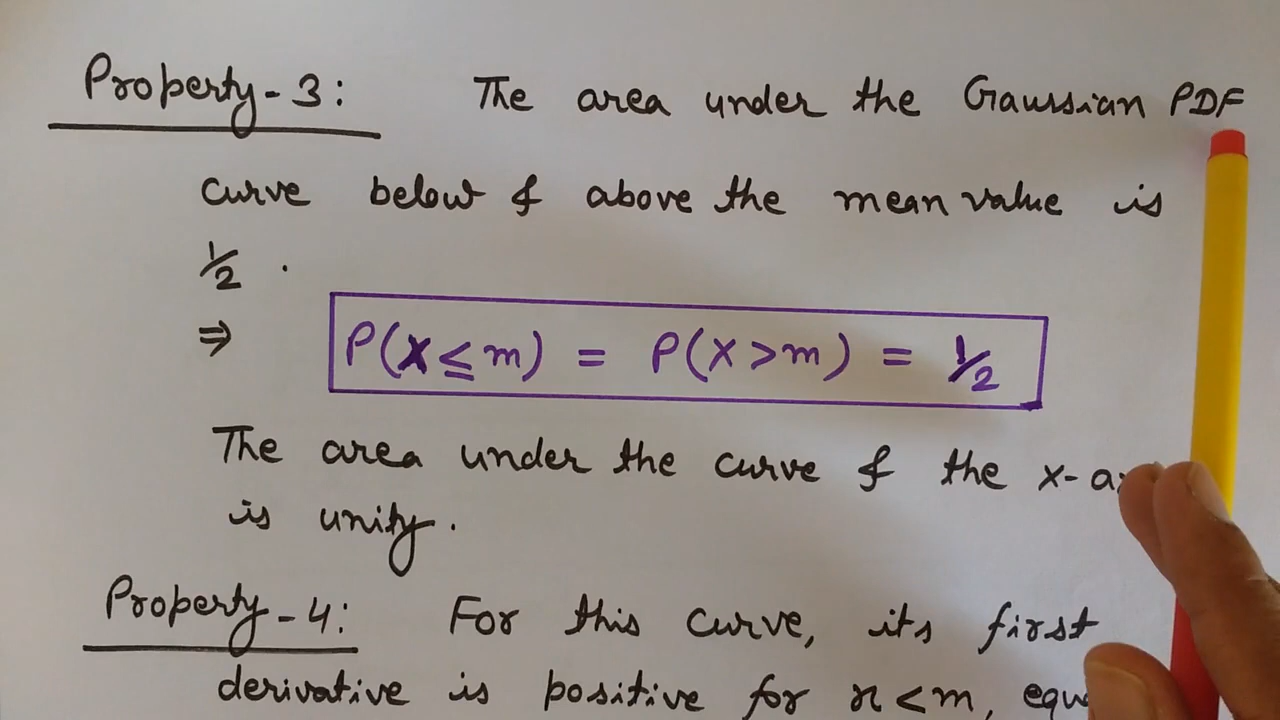 Property-3: The area under the Gaussian PDF
curve below & above the mean value is
1/2 .
⇒ P(X ≤ m) = P(X > m) = 1/2
The area under the curve & the x-
is unity.
Property-4: For this curve, its first
derivative is positive for x < m,